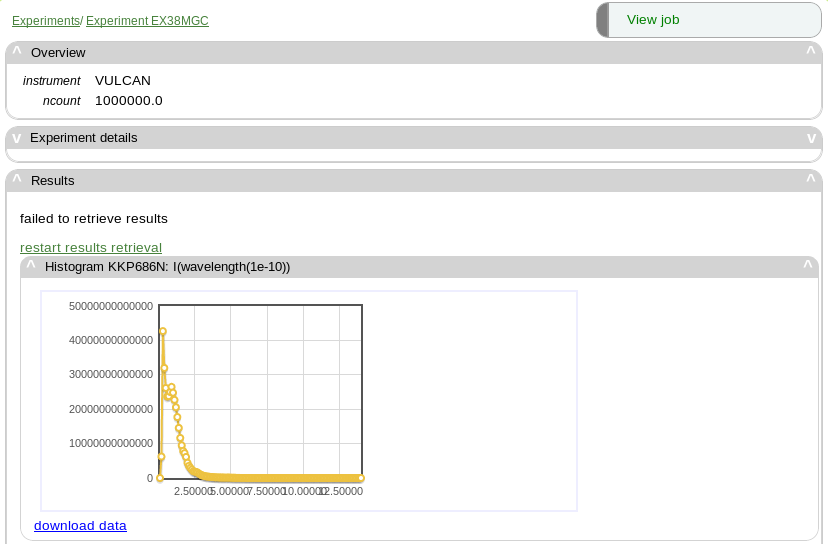 Experiments/ Experiment EX38MGC
View job
^ Overview ^
instrument VULCAN
ncount 1000000.0
v Experiment details v
^ Results ^
failed to retrieve results
restart results retrieval
^ Histogram KKP686N: I(wavelength(1e-10)) ^
50000000000000
40000000000000
30000000000000
20000000000000
10000000000000
0
2.50000 5.00000 7.50000 10.00000 12.50000
download data